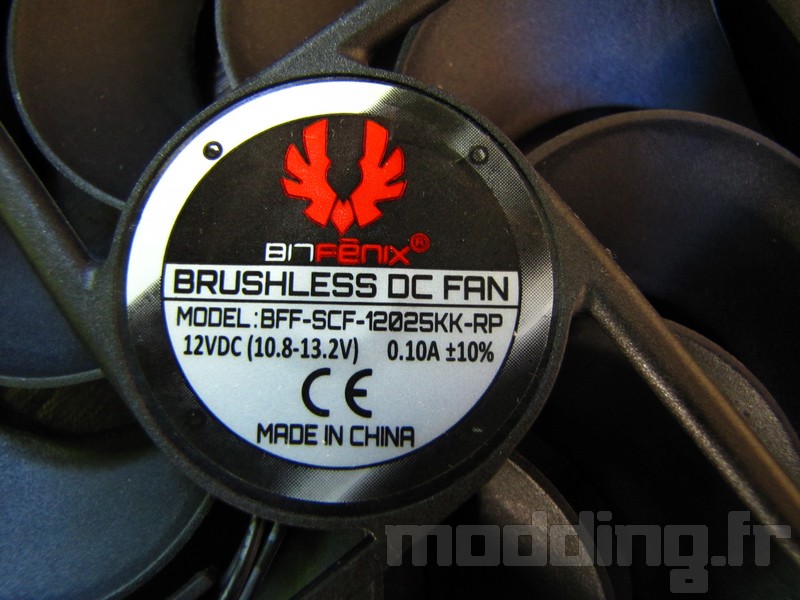 BITFENIX®
BRUSHLESS DC FAN
MODEL:BFF-SCF-12025KK-RP
12VDC (10.8-13.2V) 0.10A ±10%
CE
MADE IN CHINA
modding.fr